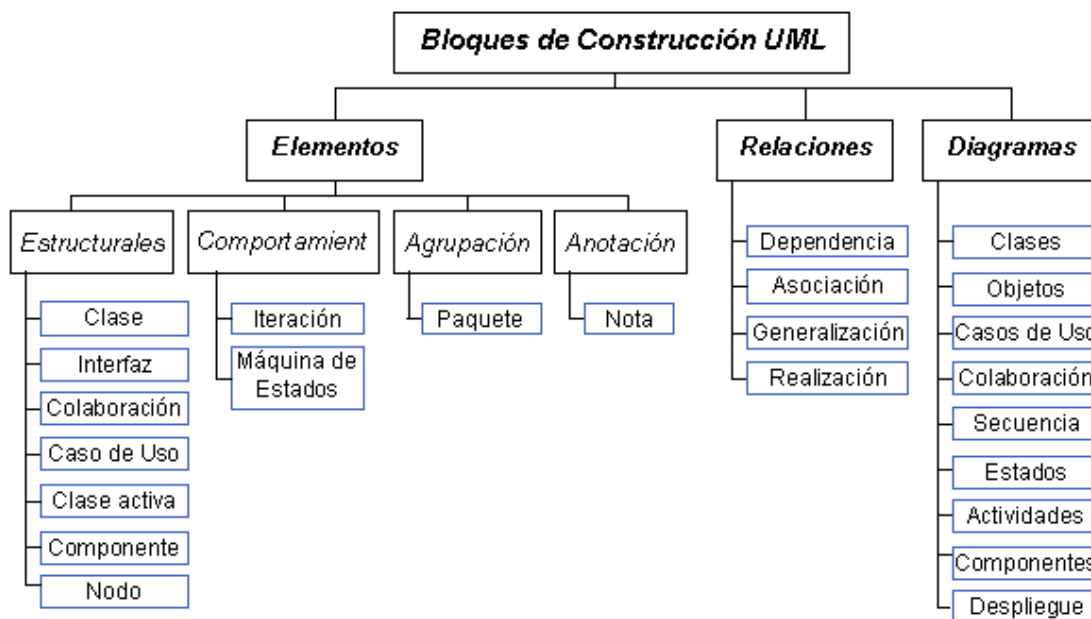 Bloques de Construcción UML
Elementos
Relaciones
Diagramas
Estructurales
Comportamient
Agrupación
Anotación
Clase
Interfaz
Colaboración
Caso de Uso
Clase activa
Componente
Nodo
Iteración
Máquina de
Estados
Paquete
Nota
Dependencia
Asociación
Generalización
Realización
Clases
Objetos
Casos de Uso
Colaboración
Secuencia
Estados
Actividades
Componentes
Despliegue